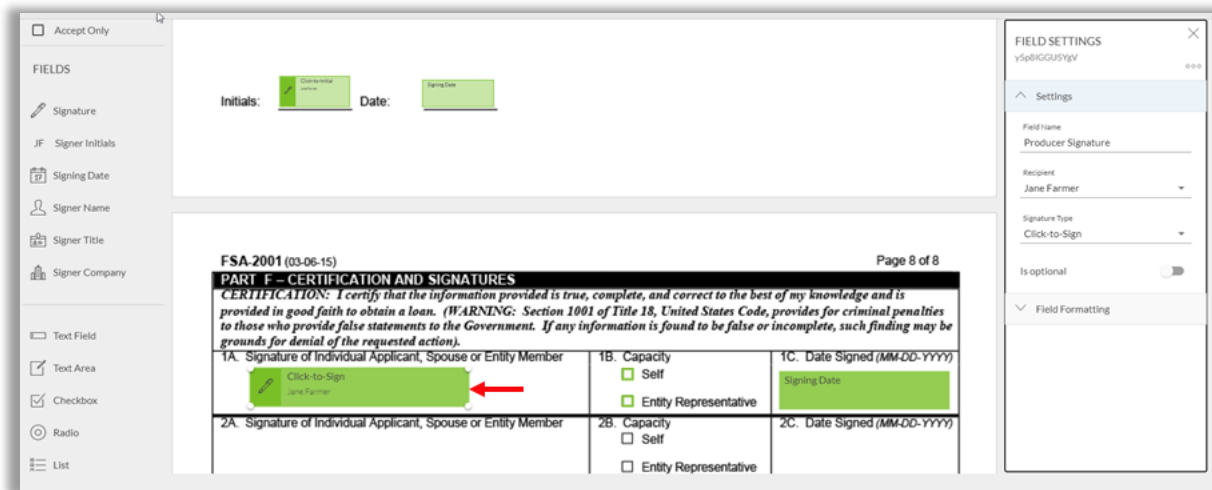 Accept Only
FIELDS
Signature
JF Signer Initials
17 Signing Date
Signer Name
Signer Title
Signer Company
Text Field
Text Area
Checkbox
Radio
List
Click-to-Initial
Initials:
Date:
Signing Date
FSA-2001 (03-06-15)
Page 8 of 8
PART F – CERTIFICATION AND SIGNATURES
CERTIFICATION: I certify that the information provided is true, complete, and correct to the best of my knowledge and is
provided in good faith to obtain a loan. (WARNING: Section 1001 of Title 18, United States Code, provides for criminal penalties
to those who provide false statements to the Government. If any information is found to be false or incomplete, such finding may be
grounds for denial of the requested action).
1A. Signature of Individual Applicant, Spouse or Entity Member
Click-to-Sign
Jane Farmer
1B. Capacity
Self
Entity Representative
1C. Date Signed (MM-DD-YYYY)
Signing Date
2A. Signature of Individual Applicant, Spouse or Entity Member
2B. Capacity
Self
Entity Representative
2C. Date Signed (MM-DD-YYYY)
FIELD SETTINGS
Settings
Field Name
Producer Signature
Recipient
Jane Farmer
Signature Type
Click-to-Sign
Is optional
Field Formatting